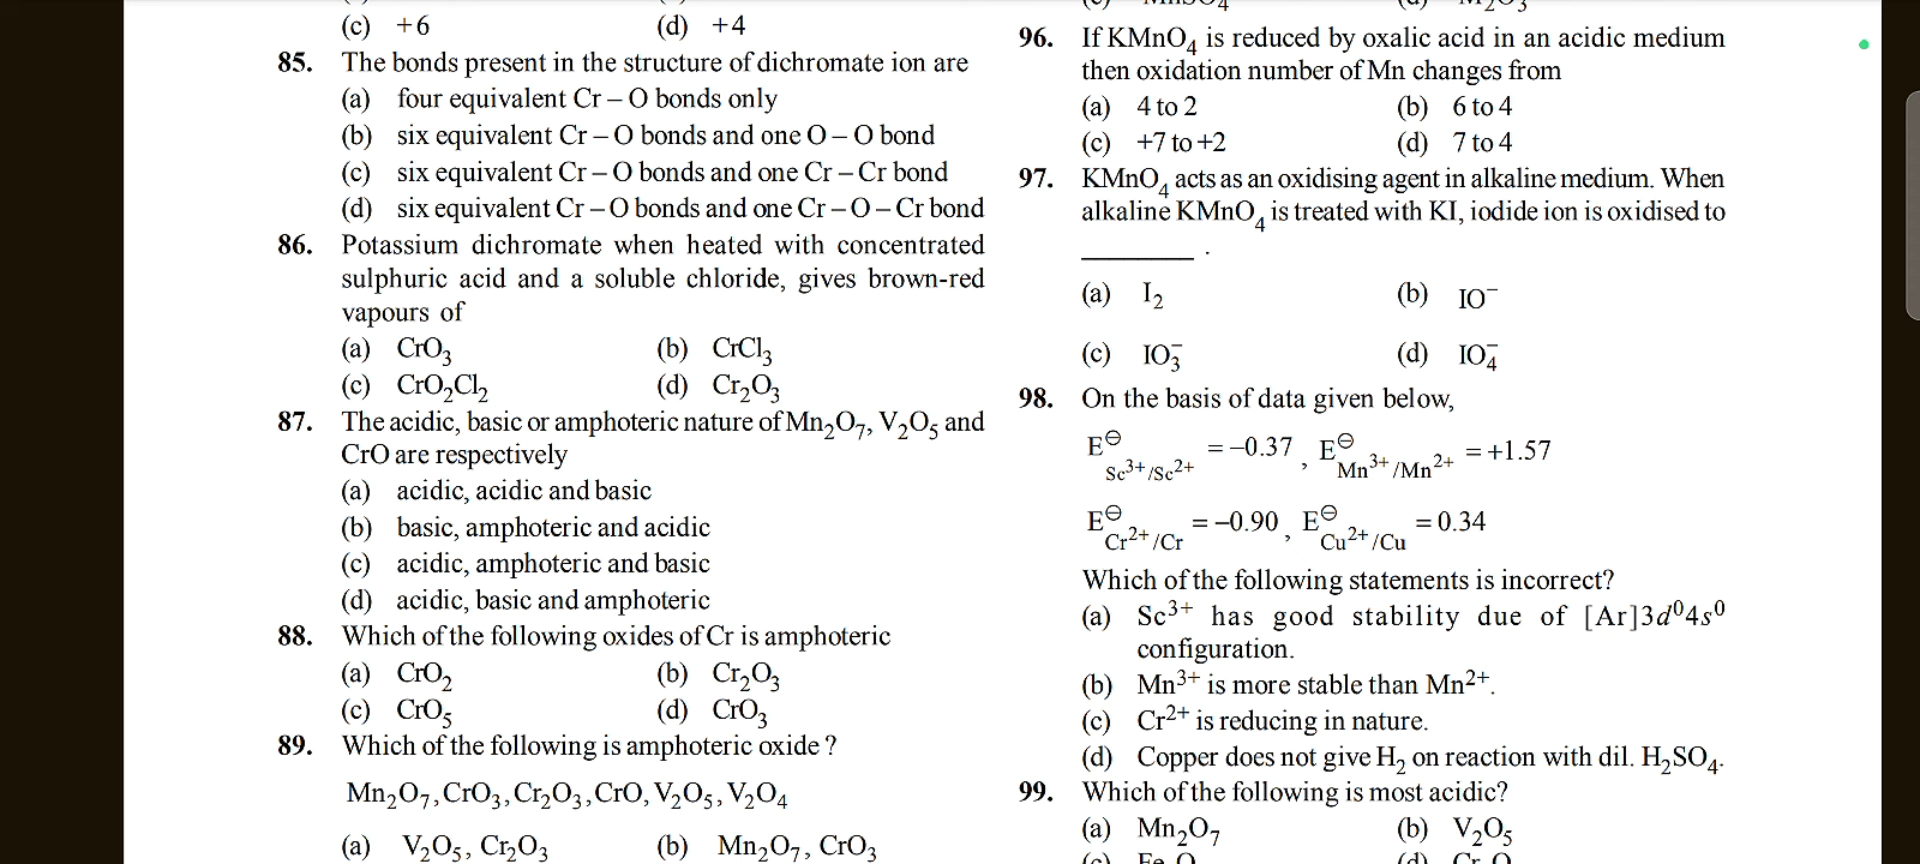 (c) +6 (d) +4
85. The bonds present in the structure of dichromate ion are
(a) four equivalent Cr – O bonds only
(b) six equivalent Cr – O bonds and one O – O bond
(c) six equivalent Cr – O bonds and one Cr – Cr bond
(d) six equivalent Cr – O bonds and one Cr – O – Cr bond
86. Potassium dichromate when heated with concentrated
sulphuric acid and a soluble chloride, gives brown-red
vapours of
(a) CrO₃ (b) CrCl₃
(c) CrO₂Cl₂ (d) Cr₂O₃
87. The acidic, basic or amphoteric nature of Mn₂O₇, V₂O₅ and
CrO are respectively
(a) acidic, acidic and basic
(b) basic, amphoteric and acidic
(c) acidic, amphoteric and basic
(d) acidic, basic and amphoteric
88. Which of the following oxides of Cr is amphoteric
(a) CrO₂ (b) Cr₂O₃
(c) CrO₅ (d) CrO₃
89. Which of the following is amphoteric oxide ?
Mn₂O₇, CrO₃, Cr₂O₃, CrO, V₂O₅, V₂O₄
(a) V₂O₅, Cr₂O₃ (b) Mn₂O₇, CrO₃
96. If KMnO₄ is reduced by oxalic acid in an acidic medium
then oxidation number of Mn changes from
(a) 4 to 2 (b) 6 to 4
(c) +7 to +2 (d) 7 to 4
97. KMnO₄ acts as an oxidising agent in alkaline medium. When
alkaline KMnO₄ is treated with KI, iodide ion is oxidised to
________ .
(a) I₂ (b) IO⁻
(c) IO₃⁻ (d) IO₄⁻
98. On the basis of data given below,
E⊖ Sc³⁺/Sc²⁺ = –0.37 , E⊖ Mn³⁺/Mn²⁺ = +1.57
E⊖ Cr²⁺/Cr = –0.90 , E⊖ Cu²⁺/Cu = 0.34
Which of the following statements is incorrect?
(a) Sc³⁺ has good stability due of [Ar]3d⁰4s⁰
configuration.
(b) Mn³⁺ is more stable than Mn²⁺.
(c) Cr²⁺ is reducing in nature.
(d) Copper does not give H₂ on reaction with dil. H₂SO₄.
99. Which of the following is most acidic?
(a) Mn₂O₇ (b) V₂O₅